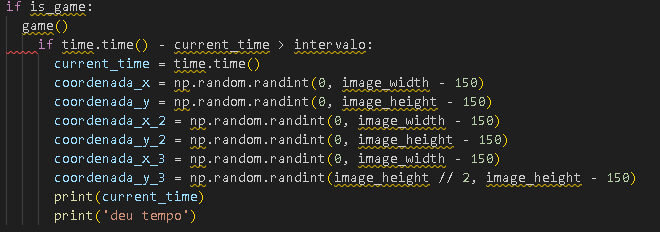 if is_game:
  game()
    if time.time() - current_time > intervalo:
      current_time = time.time()
      coordenada_x = np.random.randint(0, image_width - 150)
      coordenada_y = np.random.randint(0, image_height - 150)
      coordenada_x_2 = np.random.randint(0, image_width - 150)
      coordenada_y_2 = np.random.randint(0, image_height - 150)
      coordenada_x_3 = np.random.randint(0, image_width - 150)
      coordenada_y_3 = np.random.randint(image_height // 2, image_height - 150)
      print(current_time)
      print('deu tempo')